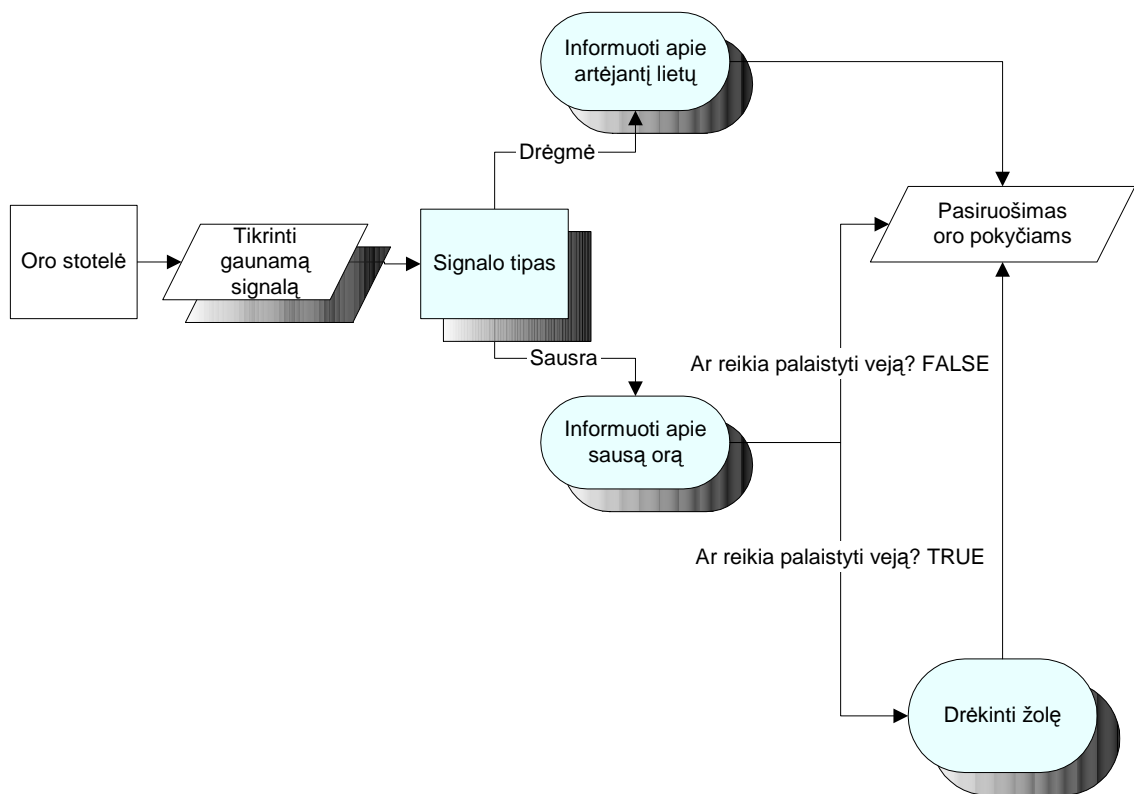 Informuoti apie
artėjantį lietų
Drėgmė
Oro stotelė
Tikrinti
gaunamą
signalą
Signalo tipas
Pasiruošimas
oro pokyčiams
Sausra
Ar reikia palaistyti veją? FALSE
Informuoti apie
sausą orą
Ar reikia palaistyti veją? TRUE
Drėkinti žolę